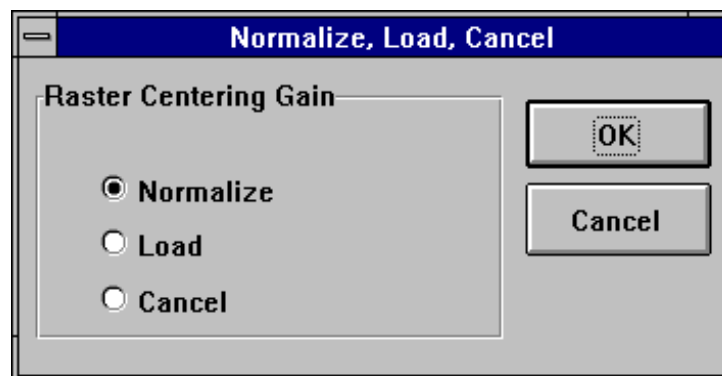 Normalize, Load, Cancel
Raster Centering Gain
Normalize
Load
Cancel
OK
Cancel